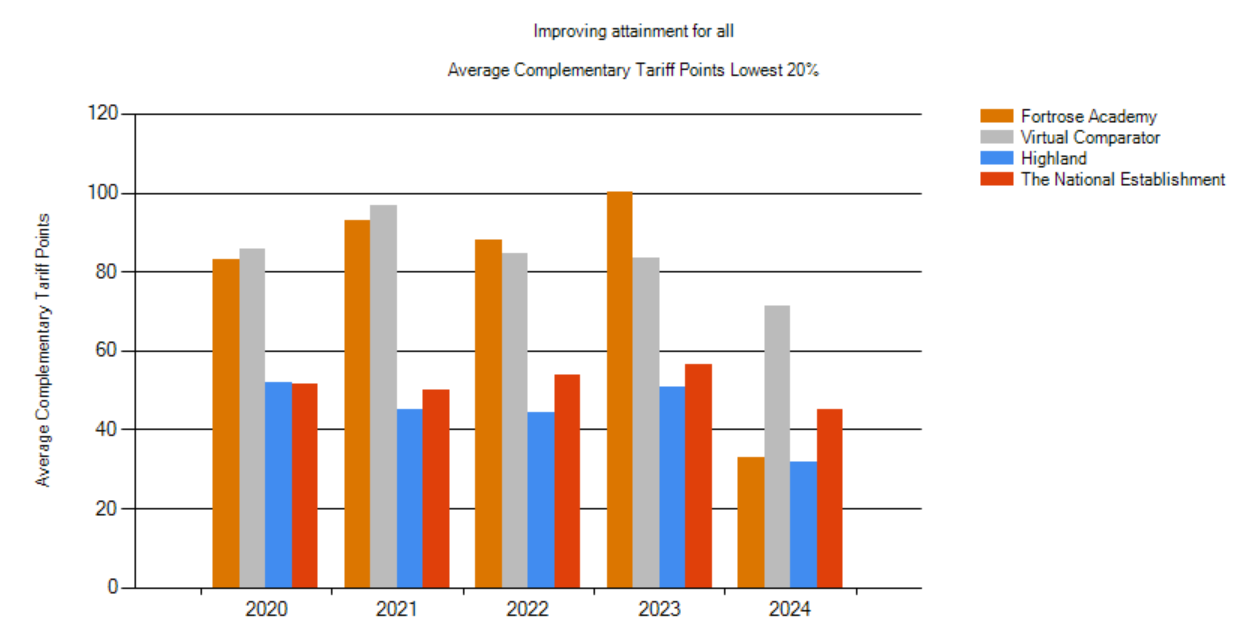 Improving attainment for all
Average Complementary Tariff Points Lowest 20%
Fortrose Academy
Virtual Comparator
Highland
The National Establishment
Average Complementary Tariff Points
120
100
80
60
40
20
0
2020 2021 2022 2023 2024